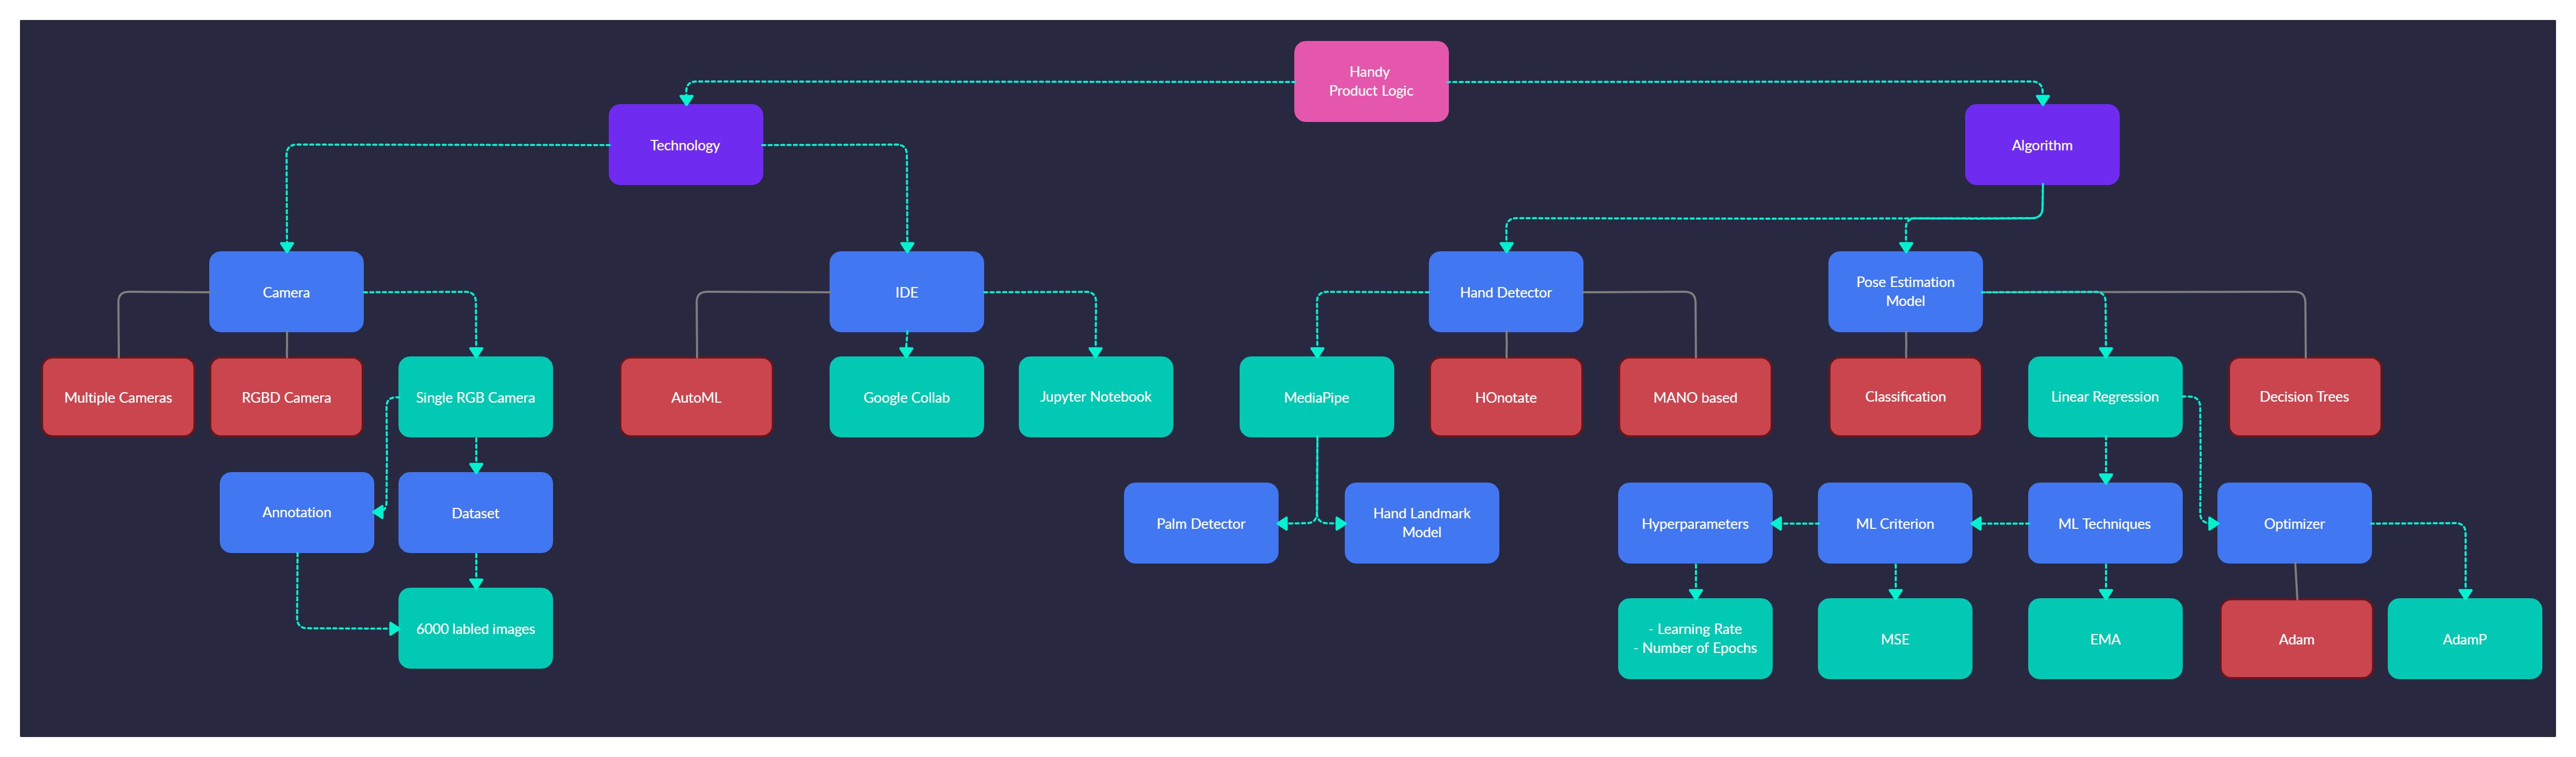 Handy
Product Logic
Technology
Algorithm
Camera
IDE
Hand Detector
Pose Estimation
Model
Multiple Cameras
RGBD Camera
Single RGB Camera
AutoML
Google Collab
Jupyter Notebook
MediaPipe
HOnotate
MANO based
Classification
Linear Regression
Decision Trees
Annotation
Dataset
Palm Detector
Hand Landmark
Model
Hyperparameters
ML Criterion
ML Techniques
Optimizer
6000 labled images
- Learning Rate
- Number of Epochs
MSE
EMA
Adam
AdamP